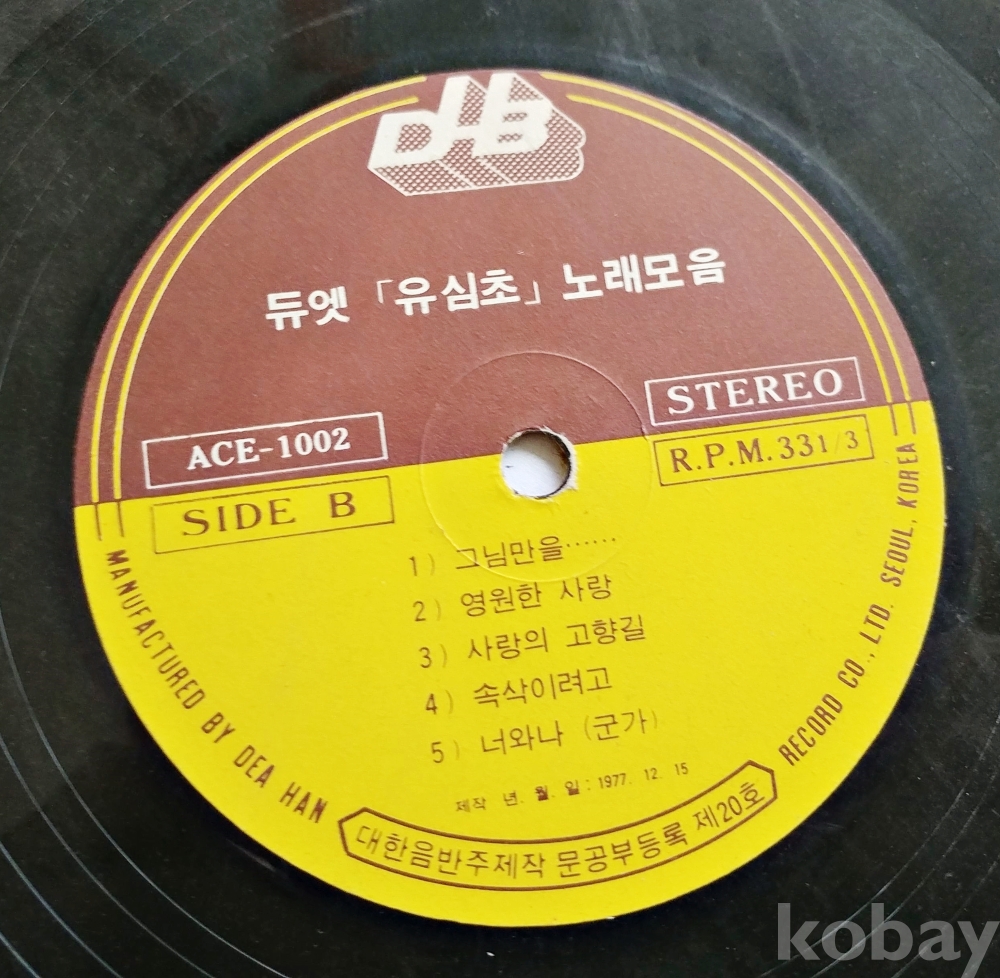 DHB
듀엣 「유심초」 노래모음
STEREO
ACE-1002
R.P.M.33 1/3
SIDE B
1) 그님만을……
2) 영원한 사랑
3) 사랑의 고향길
4) 속삭이려고
5) 너와나 (군가)
제작 년. 월. 일: 1977. 12. 15
MANUFACTURED BY DEA HAN RECORD CO., LTD. SEOUL, KOREA
대한음반주제작 문공부등록 제20호
kobay